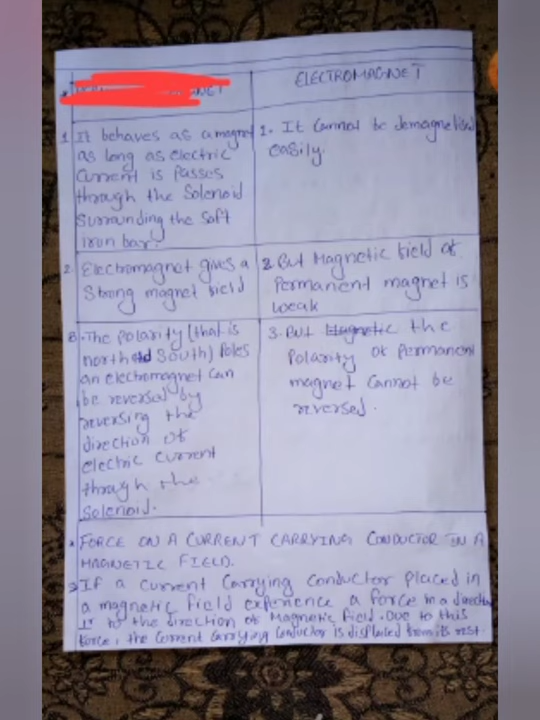 ELECTROMAGNET
1. It behaves as a magnet
as long as electric
Current is Passes
through the Solenoid
Surrounding the Soft
iron bar.
1. It Cannot be demagnetised
easily.
2. Electromagnet gives a
Strong magnet field
2. But Magnetic field of
Permanent magnet is
weak
3. The polarity (that is
north South) Poles
an electromagnet can
be reversed by
reversing the
direction of
electric current
through the
Solenoid.
3. But the
Polarity of Permanent
magnet Cannot be
reversed.
FORCE ON A CURRENT CARRYING CONDUCTOR IN A
MAGNETIC FIELD.
If a current Carrying conductor placed in
a magnetic field experience a force in a direction
to the direction of Magnetic field. Due to this
force, the Current Carrying Conductor is displaced from its rest.